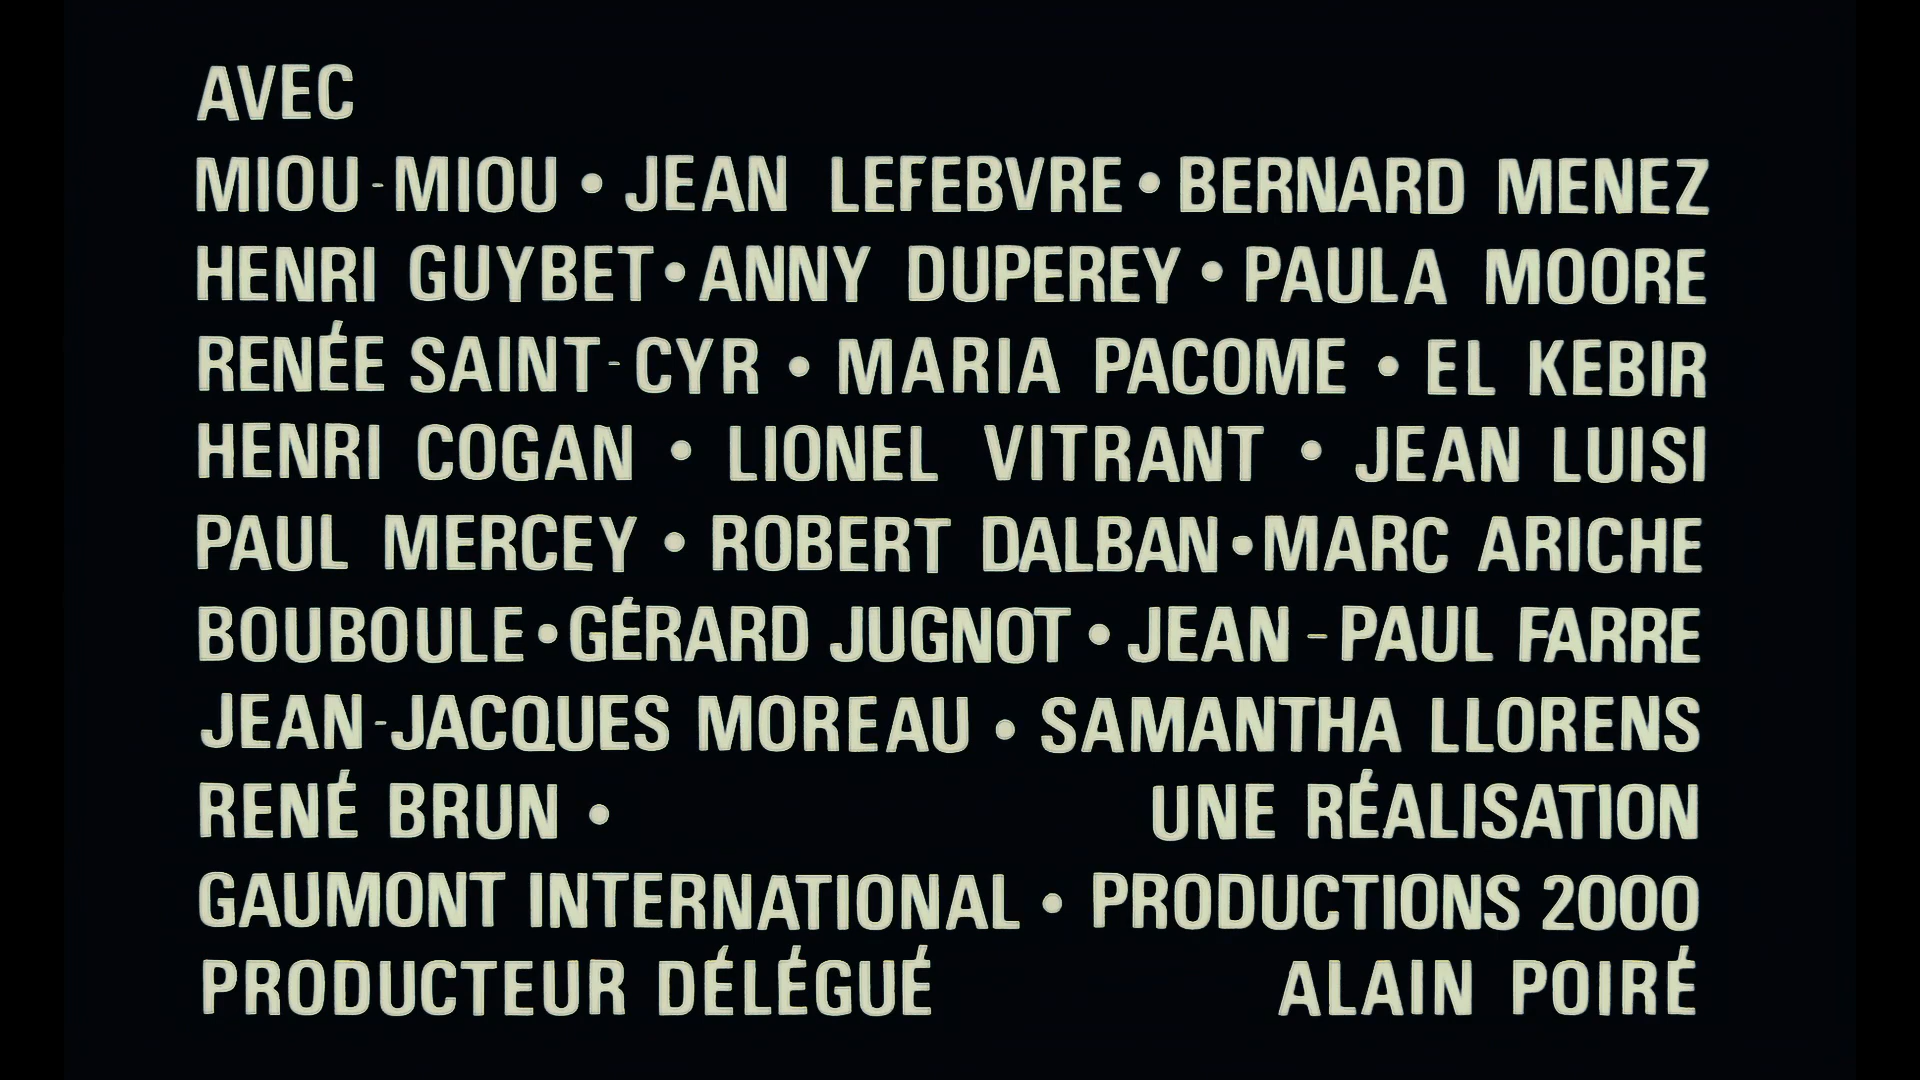 AVEC
MIOU-MIOU • JEAN LEFEBVRE • BERNARD MENEZ
HENRI GUYBET • ANNY DUPEREY • PAULA MOORE
RENÉE SAINT-CYR • MARIA PACOME • EL KEBIR
HENRI COGAN • LIONEL VITRANT • JEAN LUISI
PAUL MERCEY • ROBERT DALBAN • MARC ARICHE
BOUBOULE • GÉRARD JUGNOT • JEAN-PAUL FARRE
JEAN-JACQUES MOREAU • SAMANTHA LLORENS
RENÉ BRUN • UNE RÉALISATION
GAUMONT INTERNATIONAL • PRODUCTIONS 2000
PRODUCTEUR DÉLÉGUÉ ALAIN POIRÉ